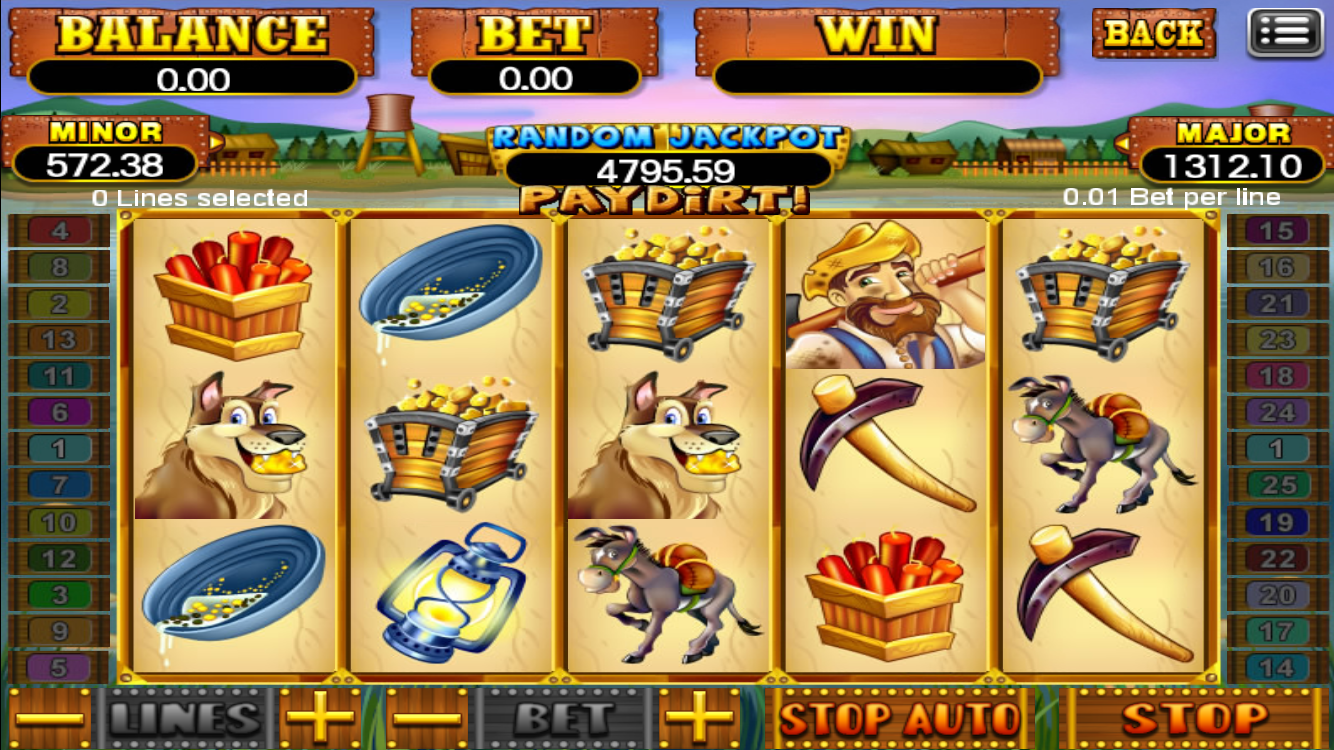 BALANCE
0.00
BET
0.00
WIN
BACK
MINOR
572.38
RANDOM JACKPOT
4795.59
MAJOR
1312.10
0 Lines selected
PAYDiRT!
0.01 Bet per line
4
8
2
13
11
6
1
7
10
12
3
9
5
15
16
21
23
18
24
1
25
19
22
20
17
14
LINES
BET
STOP AUTO
STOP